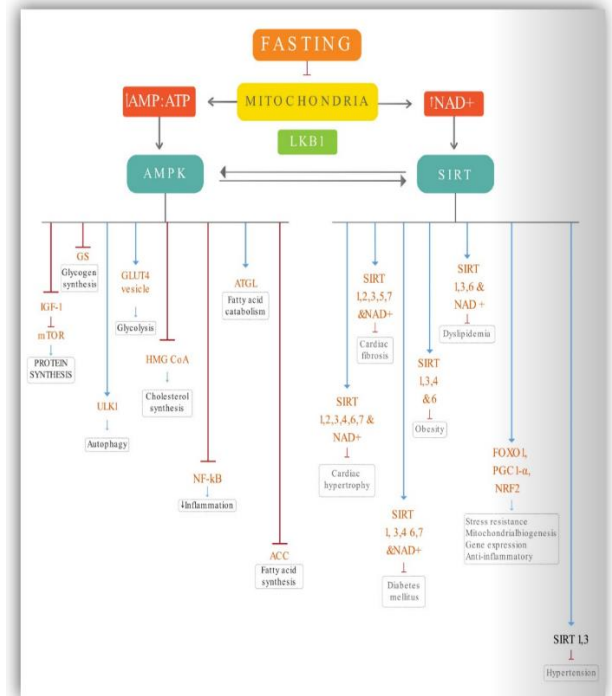 FASTING
↓AMP:ATP
MITOCHONDRIA
↑NAD+
LKB1
AMPK
SIRT
GS
Glycogen
synthesis
IGF-1
mTOR
PROTEIN
SYNTHESIS
ULK1
Autophagy
GLUT4
vesicle
Glycolysis
HMG CoA
Cholesterol
synthesis
NF-kB
↓Inflammation
ATGL
Fatty acid
catabolism
ACC
Fatty acid
synthesis
SIRT
1,2,3,4,6,7 &
NAD+
Cardiac
hypertrophy
SIRT
1,2,3,5,7
&NAD+
Cardiac
fibrosis
SIRT
1, 3,4 6,7
&NAD+
Diabetes
mellitus
SIRT
1,3,4
&6
Obesity
SIRT
1,3,6 &
NAD +
Dyslipidemia
FOXO1,
PGC1-α,
NRF2
Stress resistance
Mitochondrialbiogenesis
Gene expression
Anti-inflammatory
SIRT 1,3
Hypertension